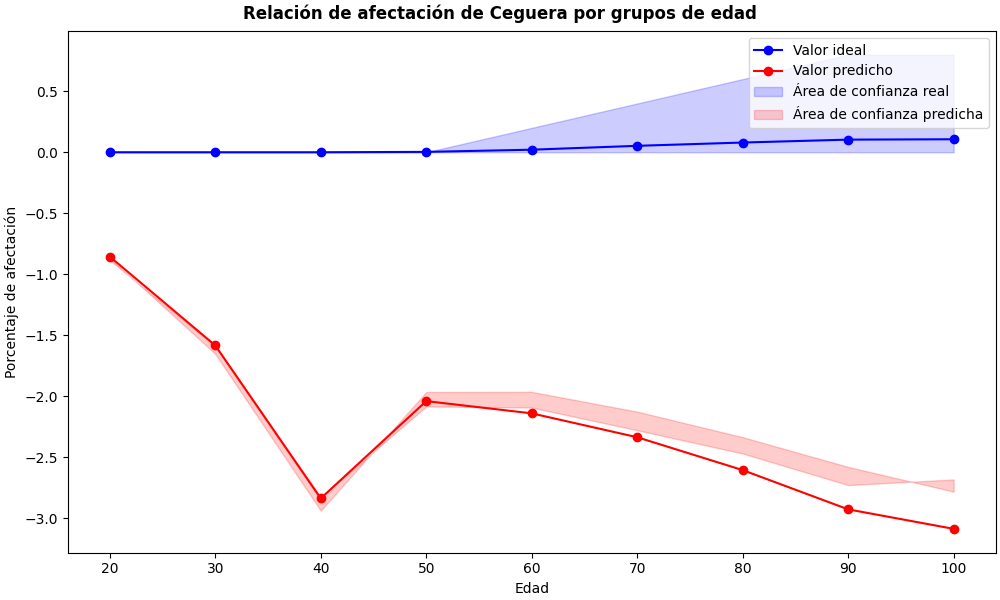 Relación de afectación de Ceguera por grupos de edad
Valor ideal
Valor predicho
Área de confianza real
Área de confianza predicha
Porcentaje de afectación
0.5
0.0
−0.5
−1.0
−1.5
−2.0
−2.5
−3.0
20 30 40 50 60 70 80 90 100
Edad